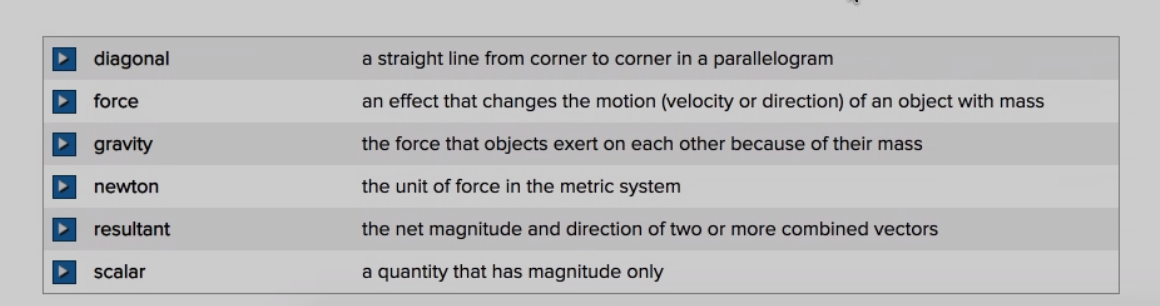 diagonal a straight line from corner to corner in a parallelogram
force an effect that changes the motion (velocity or direction) of an object with mass
gravity the force that objects exert on each other because of their mass
newton the unit of force in the metric system
resultant the net magnitude and direction of two or more combined vectors
scalar a quantity that has magnitude only